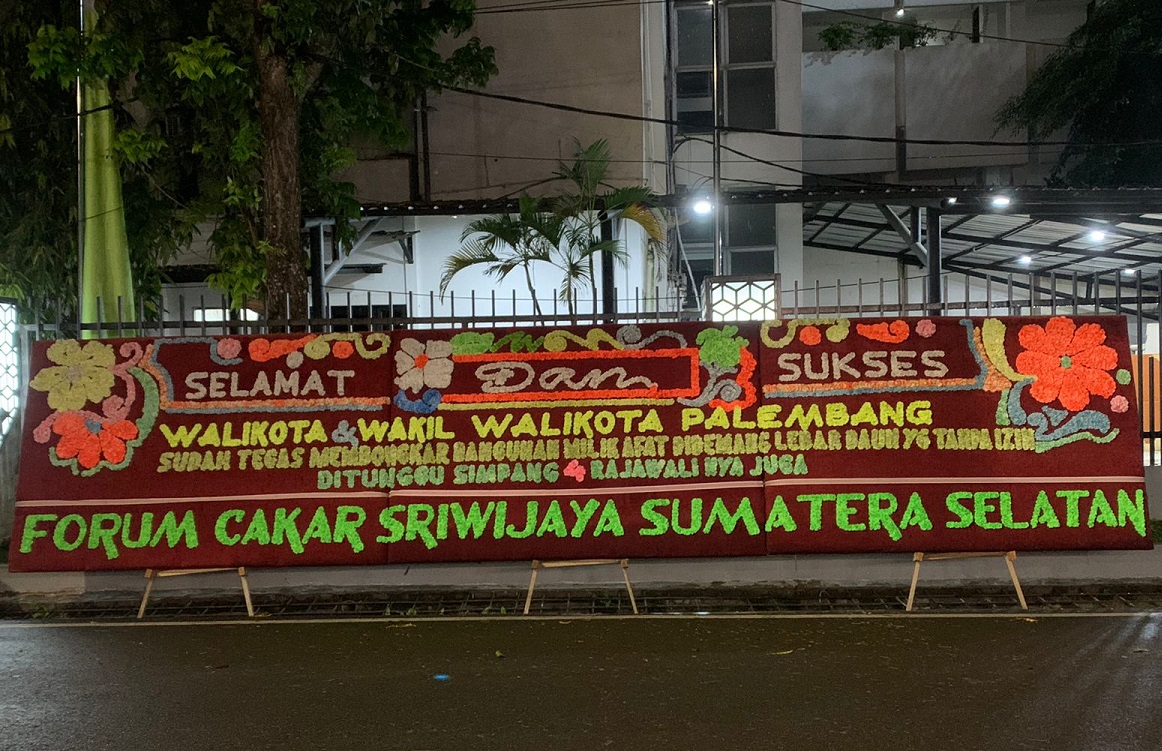 SELAMAT Dan SUKSES
WALIKOTA & WAKIL WALIKOTA PALEMBANG
SUDAH TEGAS MEMBONGKAR BANGUNAN MILIK AFAT DIDEMANG LEBAR DAUN YG TANPA IZIN
DITUNGGU SIMPANG RAJAWALI NYA JUGA
FORUM CAKAR SRIWIJAYA SUMATERA SELATAN